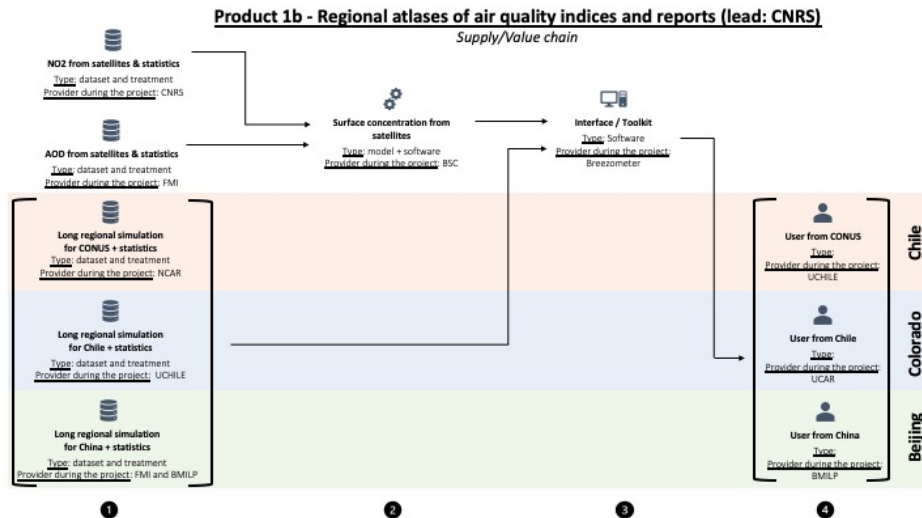 Product 1b - Regional atlases of air quality indices and reports (lead: CNRS)
Supply/Value chain
NO2 from satellites & statistics
Type: dataset and treatment
Provider during the project: CNRS
AOD from satellites & statistics
Type: dataset and treatment
Provider during the project: FMI
Surface concentration from
satellites
Type: model + software
Provider during the project: BSC
Interface / Toolkit
Type: Software
Provider during the project:
Breezometer
Long regional simulation
for CONUS + statistics
Type: dataset and treatment
Provider during the project: NCAR
User from CONUS
Type:
Provider during the project:
UCHILE
Chile
Long regional simulation
for Chile + statistics
Type: dataset and treatment
Provider during the project: UCHILE
User from Chile
Type:
Provider during the project:
UCAR
Colorado
Long regional simulation
for China + statistics
Type: dataset and treatment
Provider during the project: FMI and BMILP
User from China
Type:
Provider during the project:
BMILP
Beijing
1
2
3
4